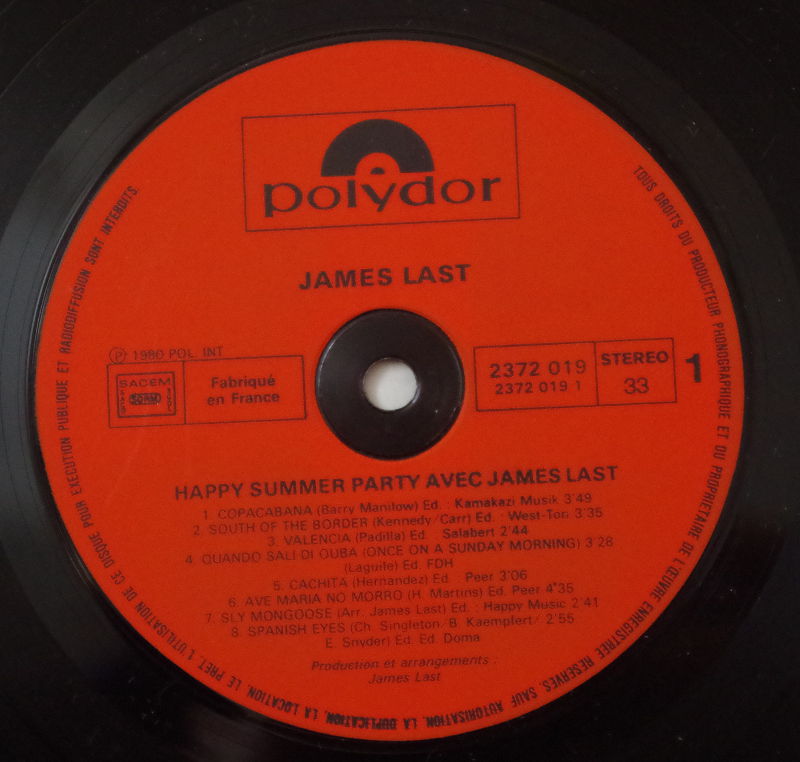 polydor
JAMES LAST
Ⓟ 1980 POL. INT
SACEM
SACD
SDRM
SGDL
Fabriqué
en France
2372 019
2372 019 1
STEREO
33
1
HAPPY SUMMER PARTY AVEC JAMES LAST
1 COPACABANA (Barry Manilow) Ed. : Kamakazi Musik 3'49
2. SOUTH OF THE BORDER (Kennedy/Carr) Ed. : West-Ton 3'35
3. VALENCIA (Padilla) Ed. : Salabert 2'44
4. QUANDO SALI DI OUBA (ONCE ON A SUNDAY MORNING) 3'28
(Laguile) Ed. FDH
5. CACHITA (Hernandez) Ed. Peer 3'06
6. AVE MARIA NO MORRO (H. Martins) Ed. Peer 4'35
7. SLY MONGOOSE (Arr. James Last) Ed. : Happy Music 2'41
8. SPANISH EYES (Ch. Singleton/B. Kaempfert/ 2'55
E. Snyder) Ed. Ed. Doma
Production et arrangements :
James Last
TOUS DROITS DU PRODUCTEUR PHONOGRAPHIQUE ET DU PROPRIETAIRE DE L'ŒUVRE ENREGISTREE RESERVES. SAUF AUTORISATION, LA DUPLICATION, LA LOCATION, LE PRET, L'UTILISATION DE CE DISQUE POUR EXECUTION PUBLIQUE ET RADIODIFFUSION SONT INTERDITS.